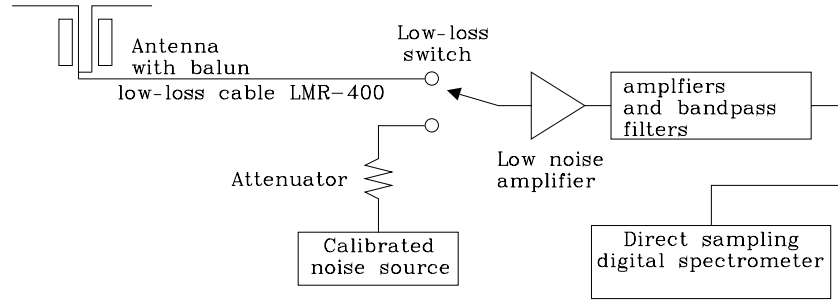 Antenna
with balun
low-loss cable LMR-400
Low-loss
switch
amplfiers
and bandpass
filters
Low noise
amplifier
Attenuator
Calibrated
noise source
Direct sampling
digital spectrometer